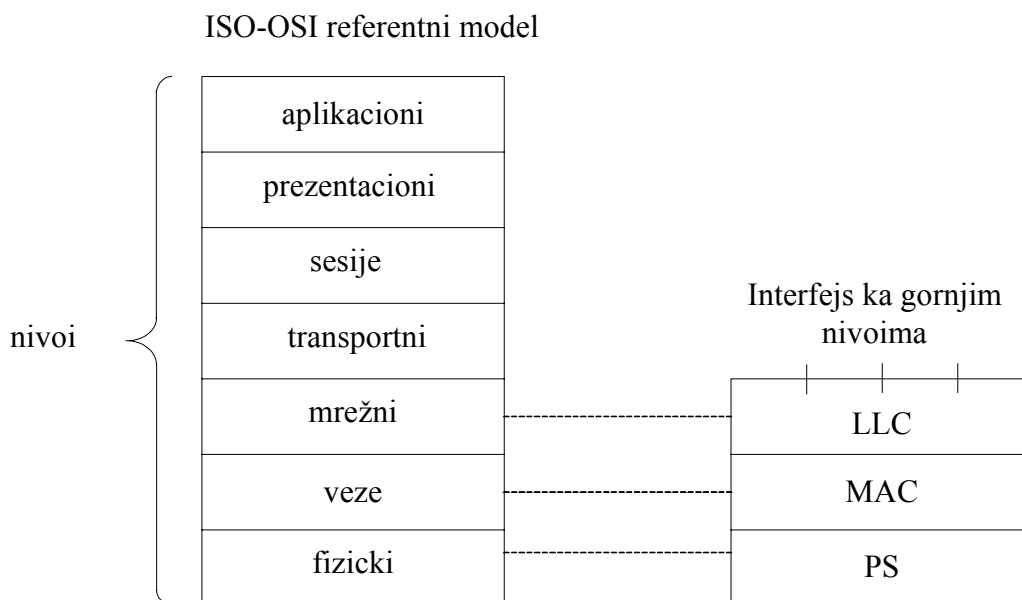 ISO-OSI referentni model
aplikacioni
prezentacioni
sesije
transportni
mrežni
veze
fizicki
nivoi
Interfejs ka gornjim
nivoima
LLC
MAC
PS